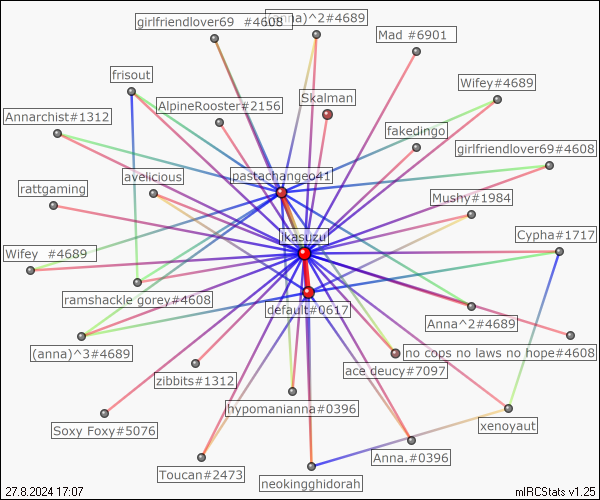 girlfriendlover69 #4608
(anna)^2#4689
Mad #6901
frisout
Wifey#4689
Annarchist#1312
AlpineRooster#2156
Skalman
fakedingo
girlfriendlover69#4608
rattgaming
avelicious
pastachangeo41
Mushy#1984
Cypha#1717
ikasuzu
Wifey #4689
ramshackle gorey#4608
default#0617
Anna^2#4689
(anna)^3#4689
no cops no laws no hope#4608
ace deucy#7097
zibbits#1312
hypomanianna#0396
xenoyaut
Soxy Foxy#5076
Anna.#0396
Toucan#2473
neokingghidorah
27.8.2024 17:07
mIRCStats v1.25